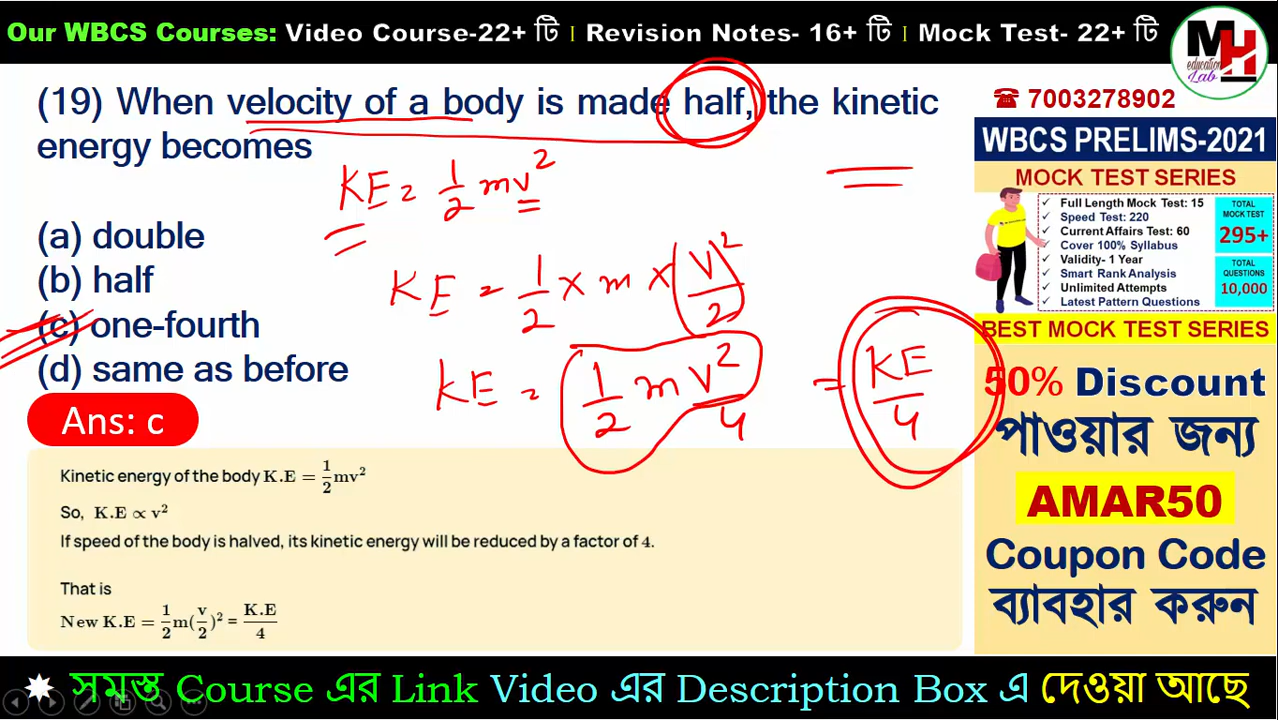 Our WBCS Courses: Video Course-22+ টি | Revision Notes- 16+ টি | Mock Test- 22+ টি
MH
education
Lab
(19) When velocity of a body is made half, the kinetic
energy becomes
KE = 1/2 mv²
(a) double
(b) half
(c) one-fourth
(d) same as before
KE = 1/2 × m × (v/2)²
KE = 1/2 m v²/4 = KE/4
Ans: c
Kinetic energy of the body K.E = 1/2 mv²
So, K.E ∝ v²
If speed of the body is halved, its kinetic energy will be reduced by a factor of 4.
That is
New K.E = 1/2 m(v/2)² = K.E/4
☎ 7003278902
WBCS PRELIMS-2021
MOCK TEST SERIES
✓ Full Length Mock Test: 15
✓ Speed Test: 220
✓ Current Affairs Test: 60
✓ Cover 100% Syllabus
✓ Validity- 1 Year
✓ Smart Rank Analysis
✓ Unlimited Attempts
✓ Latest Pattern Questions
TOTAL
MOCK TEST
295+
TOTAL
QUESTIONS
10,000
BEST MOCK TEST SERIES
50% Discount
পাওয়ার জন্য
AMAR50
Coupon Code
ব্যাবহার করুন
✸ সমস্ত Course এর Link Video এর Description Box এ দেওয়া আছে